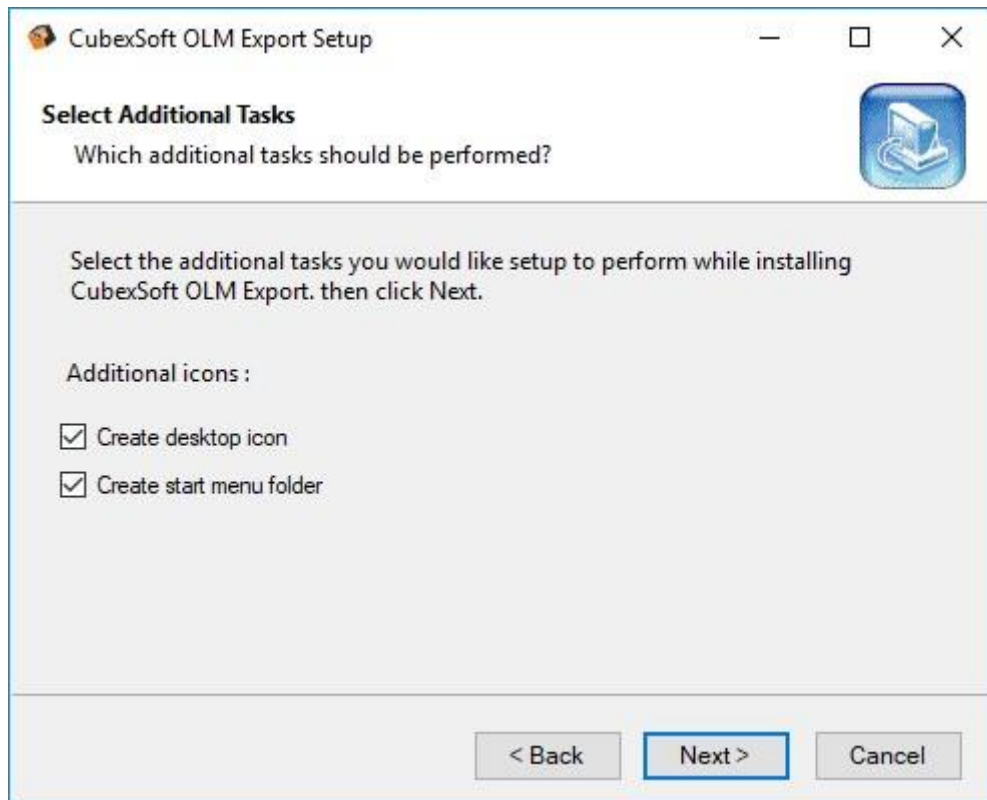 CubexSoft OLM Export Setup
Select Additional Tasks
Which additional tasks should be performed?
Select the additional tasks you would like setup to perform while installing
CubexSoft OLM Export. then click Next.
Additional icons :
Create desktop icon
Create start menu folder
< Back Next > Cancel